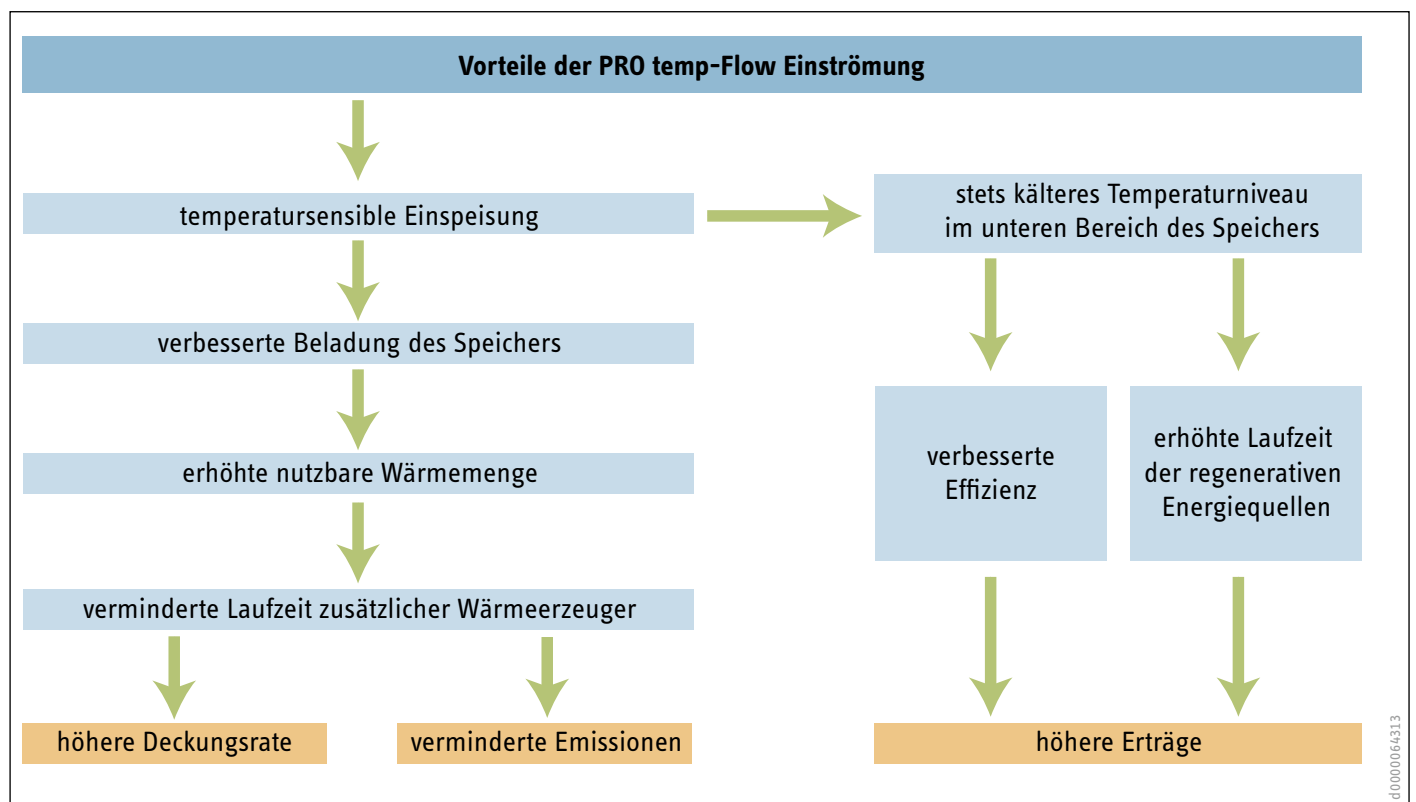 Vorteile der PRO temp-Flow Einströmung
temperatursensible Einspeisung
stets kälteres Temperaturniveau
im unteren Bereich des Speichers
verbesserte Beladung des Speichers
erhöhte nutzbare Wärmemenge
verbesserte
Effizienz
erhöhte Laufzeit
der regenerativen
Energiequellen
verminderte Laufzeit zusätzlicher Wärmeerzeuger
höhere Deckungsrate
verminderte Emissionen
höhere Erträge
d0000064313